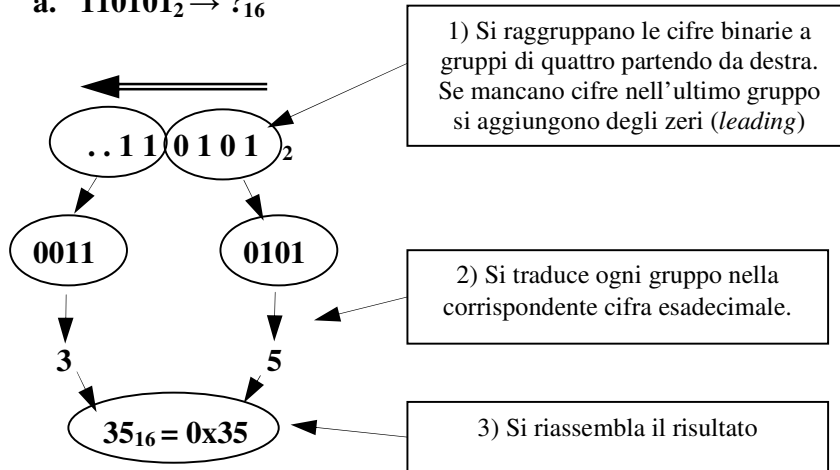 a. 110101₂ → ?₁₆
1) Si raggruppano le cifre binarie a
gruppi di quattro partendo da destra.
Se mancano cifre nell'ultimo gruppo
si aggiungono degli zeri (leading)
. . 1 1 0 1 0 1 ₂
0011
0101
2) Si traduce ogni gruppo nella
corrispondente cifra esadecimale.
3
5
35₁₆ = 0x35
3) Si riassembla il risultato